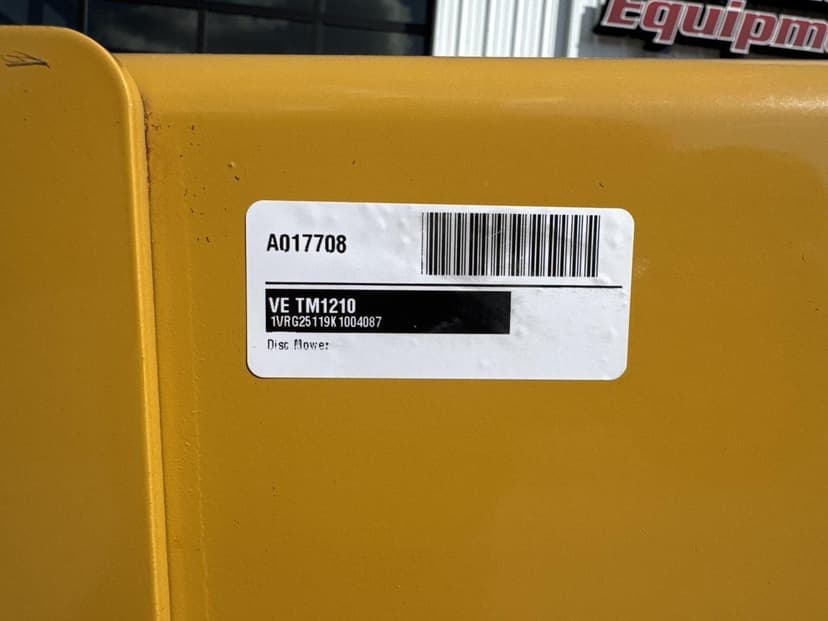 Equipm
A017708
VE TM1210
1VRG25119K1004087
Disc Mower